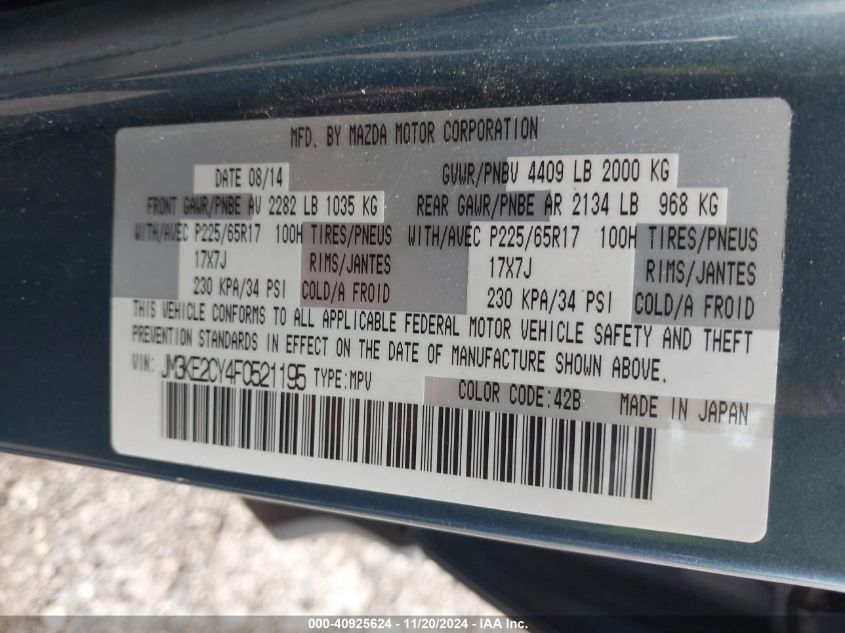 MFD. BY MAZDA MOTOR CORPORATION
DATE 08/14 GVWR/PNBV 4409 LB 2000 KG
FRONT GAWR/PNBE AV 2282 LB 1035 KG REAR GAWR/PNBE AR 2134 LB 968 KG
WITH/AVEC P225/65R17 100H TIRES/PNEUS WITH/AVEC P225/65R17 100H TIRES/PNEUS
17X7J RIMS/JANTES 17X7J RIMS/JANTES
230 KPA/34 PSI COLD/A FROID 230 KPA/34 PSI COLD/A FROID
THIS VEHICLE CONFORMS TO ALL APPLICABLE FEDERAL MOTOR VEHICLE SAFETY AND THEFT
PREVENTION STANDARDS IN EFFECT ON THE DATE OF MANUFACTURE SHOWN ABOVE.
VIN: JM3KE2CY4F0521195 TYPE:MPV COLOR CODE:42B MADE IN JAPAN
000-40925624 - 11/20/2024 - IAAI Inc.